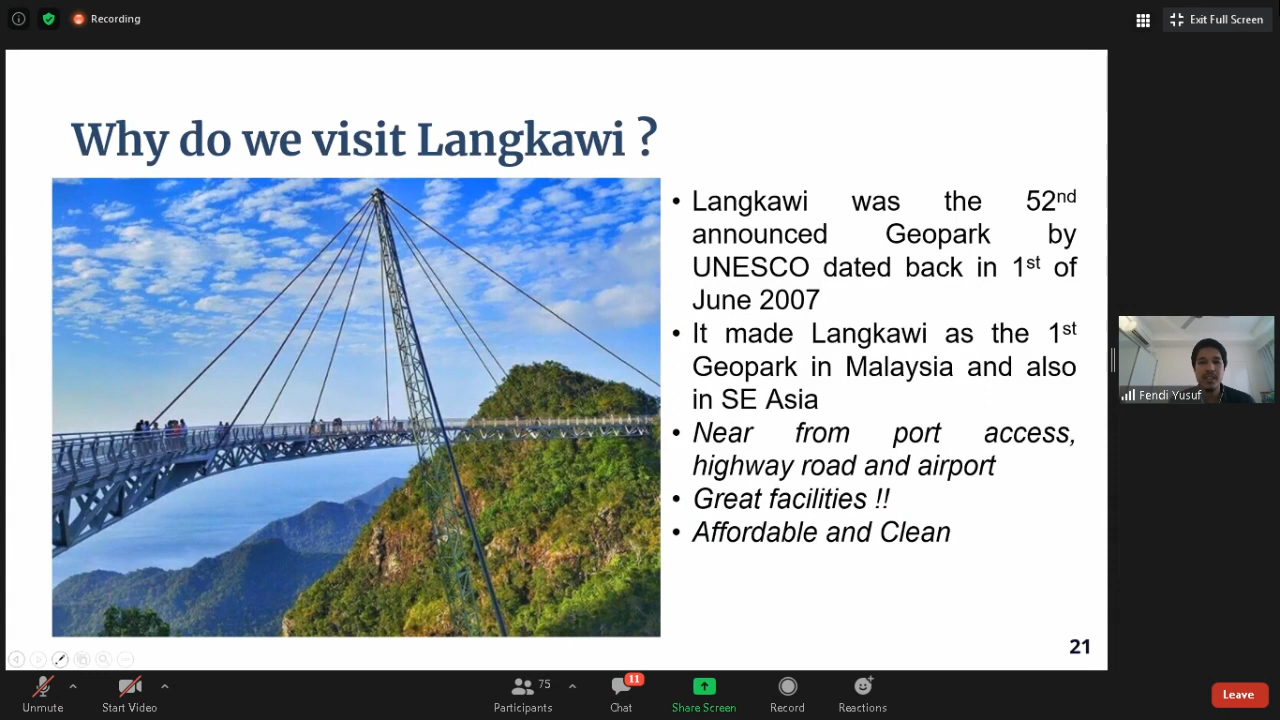 Recording
Exit Full Screen
Why do we visit Langkawi ?
• Langkawi was the 52nd
announced Geopark by
UNESCO dated back in 1st of
June 2007
• It made Langkawi as the 1st
Geopark in Malaysia and also
in SE Asia
• Near from port access,
highway road and airport
• Great facilities !!
• Affordable and Clean
21
Fendi Yusuf
Unmute
Start Video
75
Participants
11
Chat
Share Screen
Record
Reactions
Leave